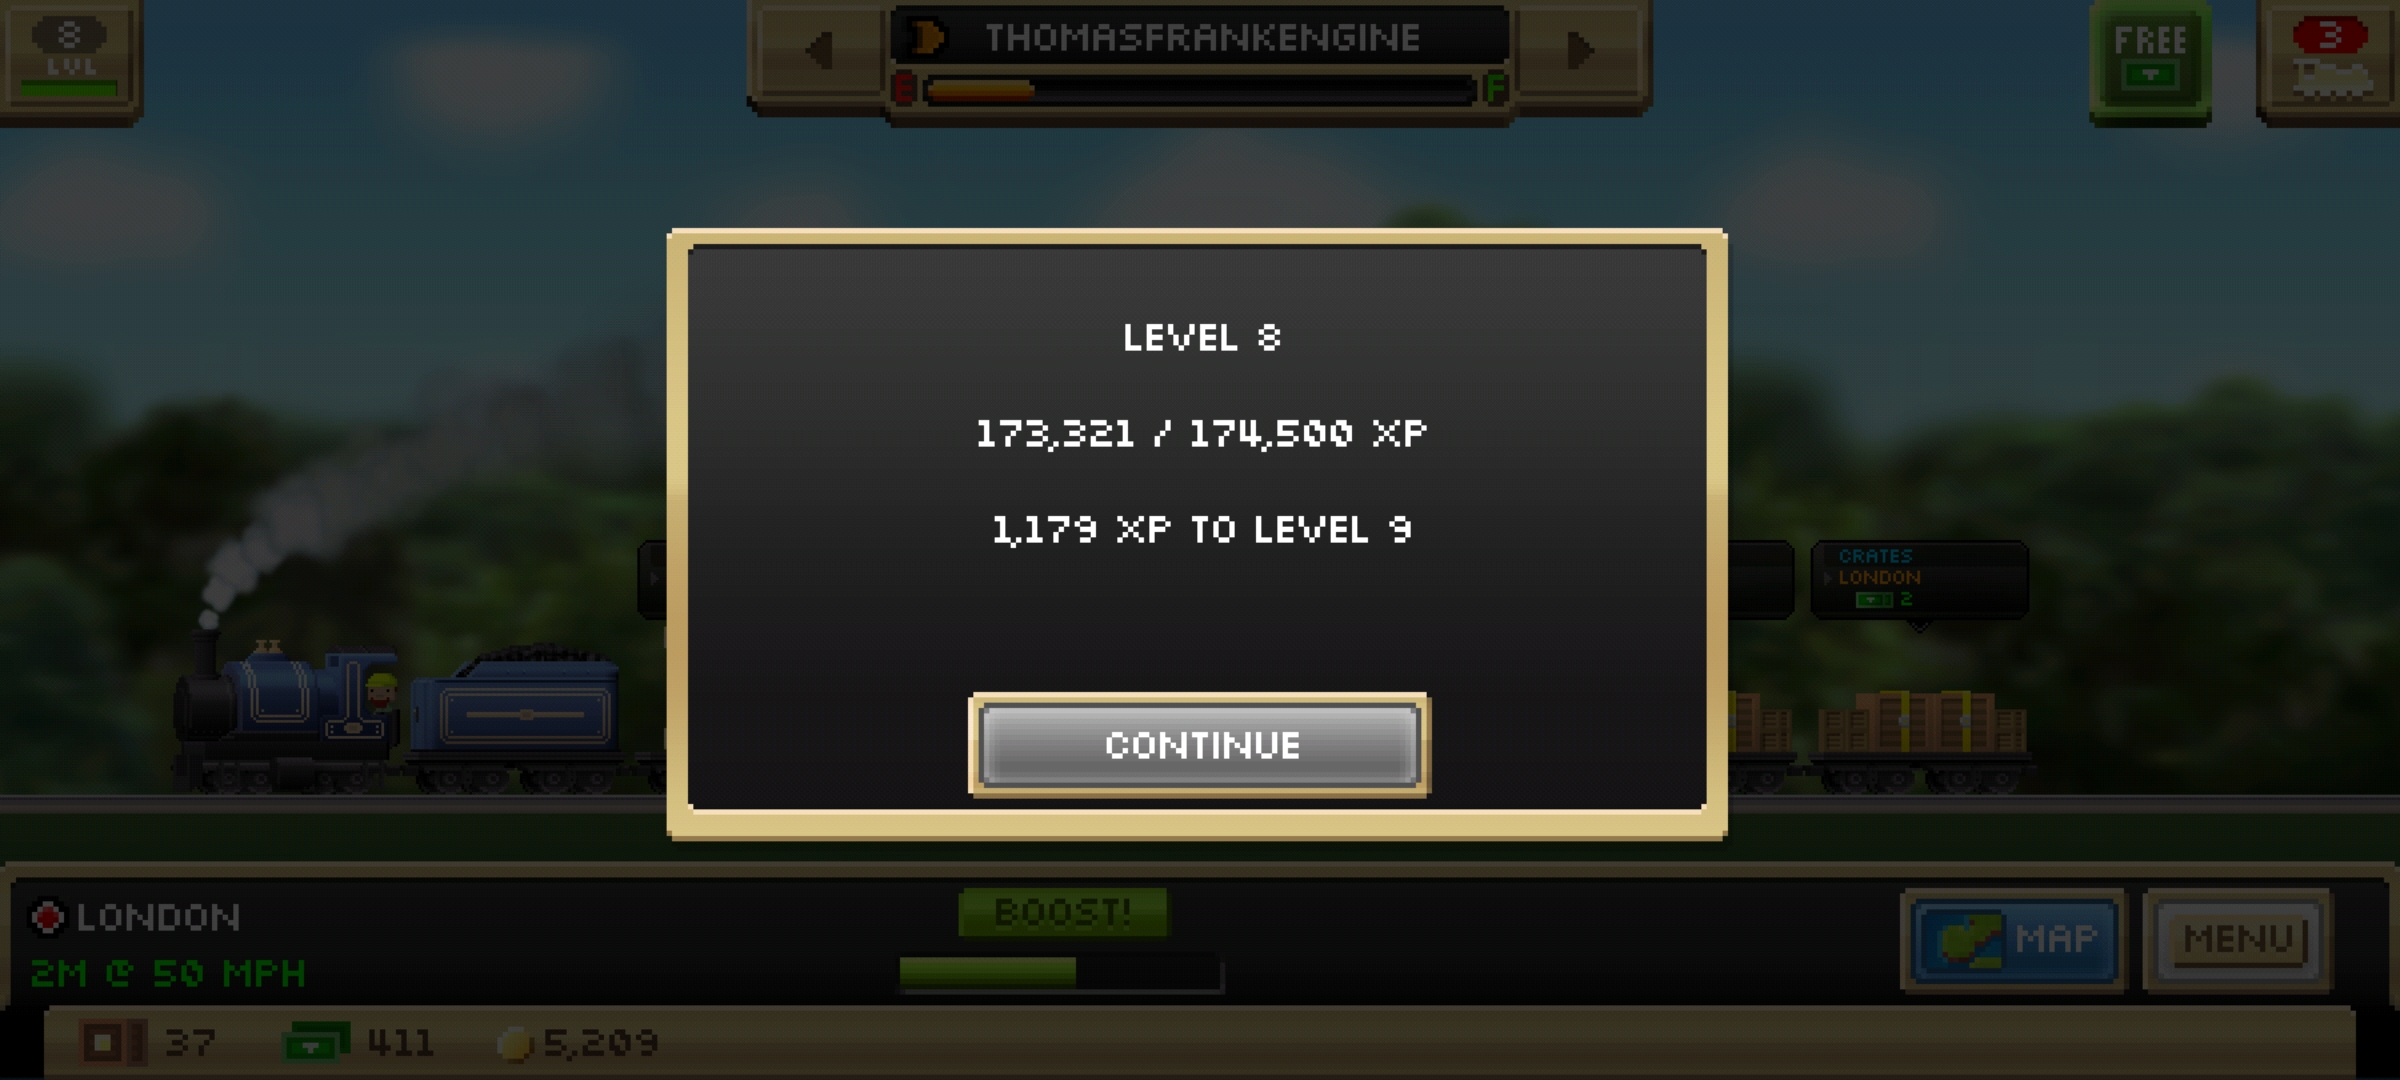 8
LVL
THOMASFRANKENGINE
E F
FREE
3
LEVEL 8
173,321 / 174,500 XP
1,179 XP TO LEVEL 9
CONTINUE
CRATES
LONDON
2
LONDON
2M @ 50 MPH
BOOST!
MAP
MENU
37 411 5,209